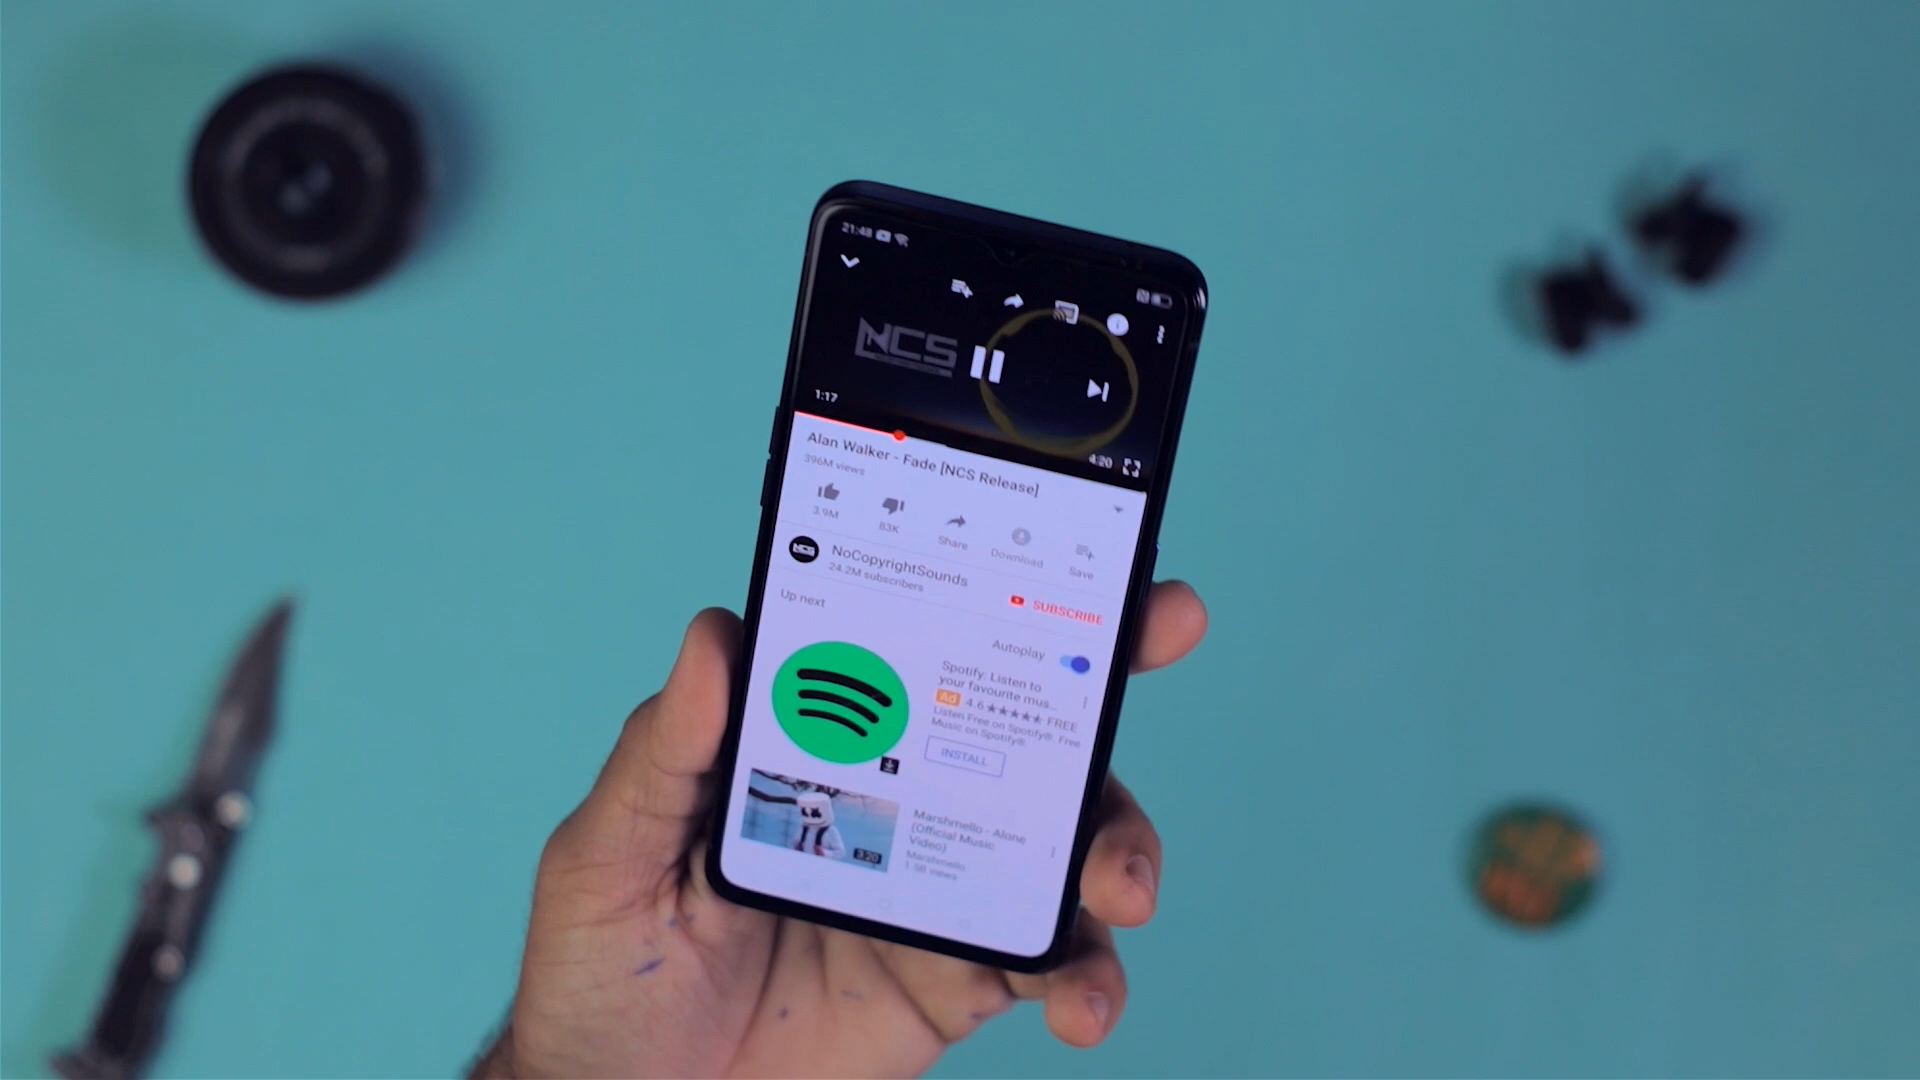 21:48
NCS
1:17
4:20
Alan Walker - Fade [NCS Release]
396M views
3.9M
83K
Share
Download
Save
NCS
NoCopyrightSounds
24.2M subscribers
SUBSCRIBE
Up next
Autoplay
Spotify: Listen to
your favourite mus...
Ad 4.6 ★★★★★ FREE
Listen Free on Spotify®. Free
Music on Spotify®.
INSTALL
3:20
Marshmello - Alone
(Official Music
Video)
Marshmello
views